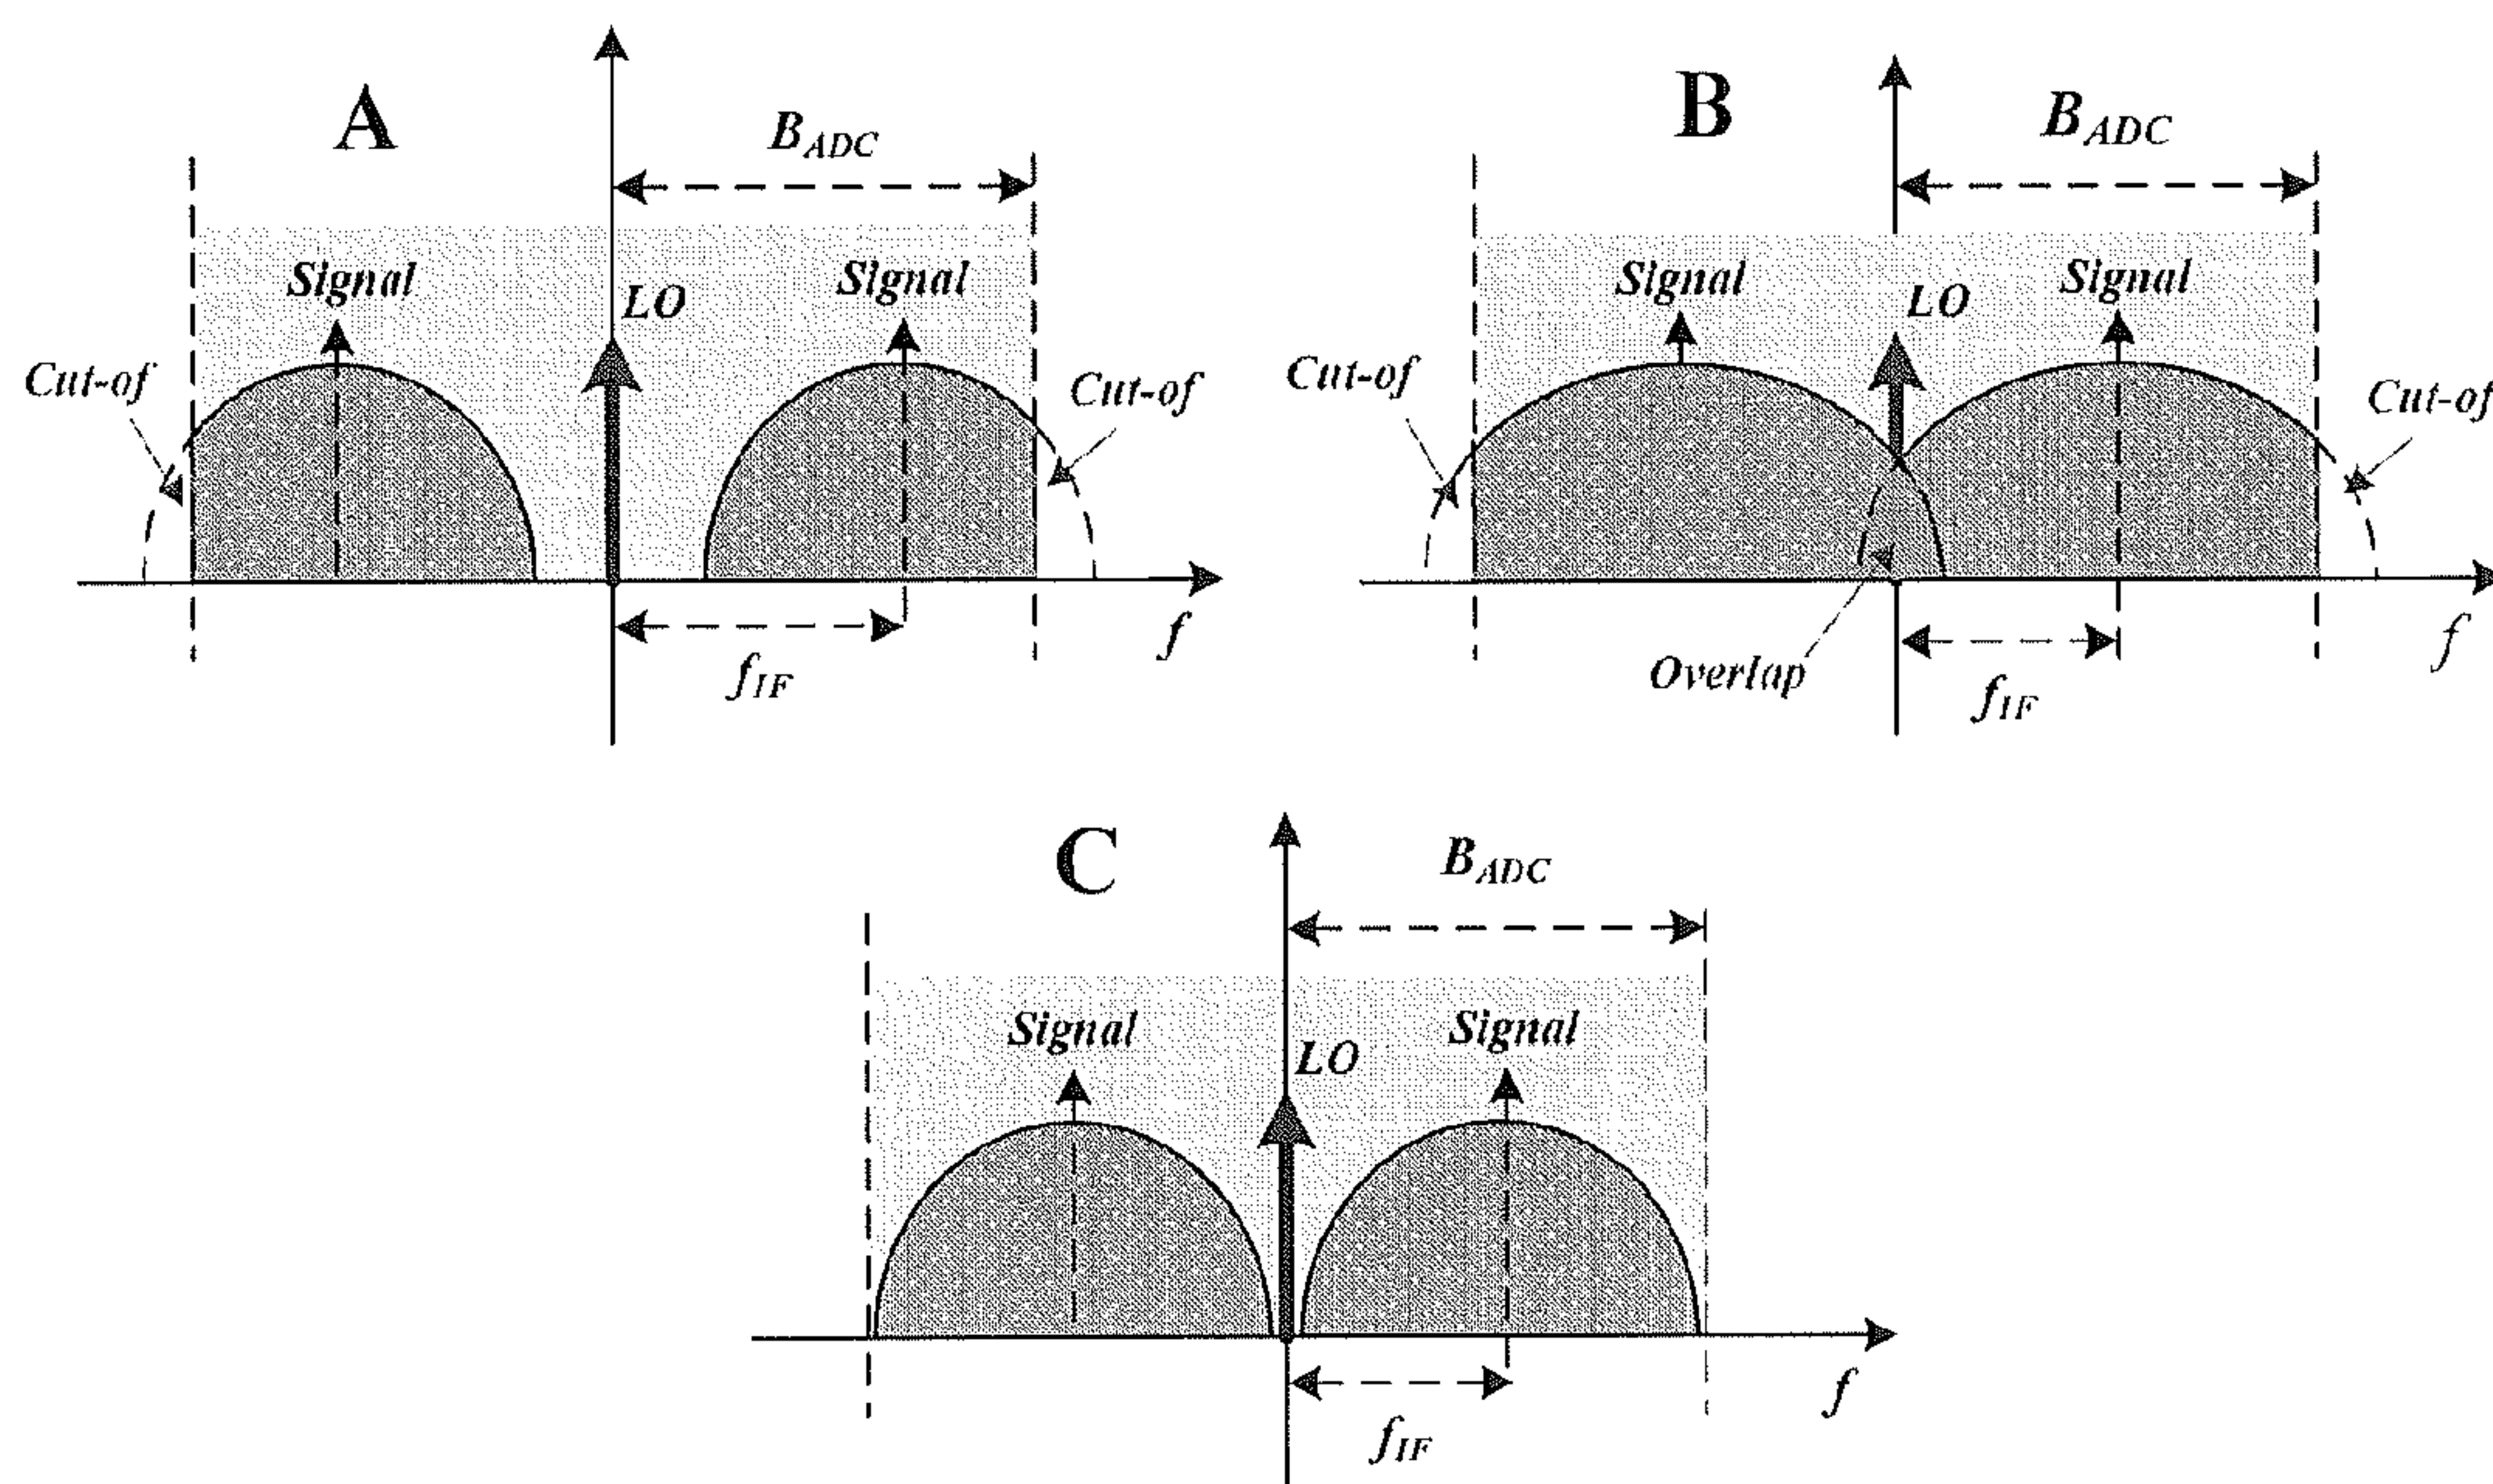 A
B_ADC
Signal
LO
Signal
Cut-of
Cut-of
f_IF
f
B
B_ADC
Signal
LO
Signal
Cut-of
Cut-of
Overlap
f_IF
f
C
B_ADC
Signal
LO
Signal
f_IF
f